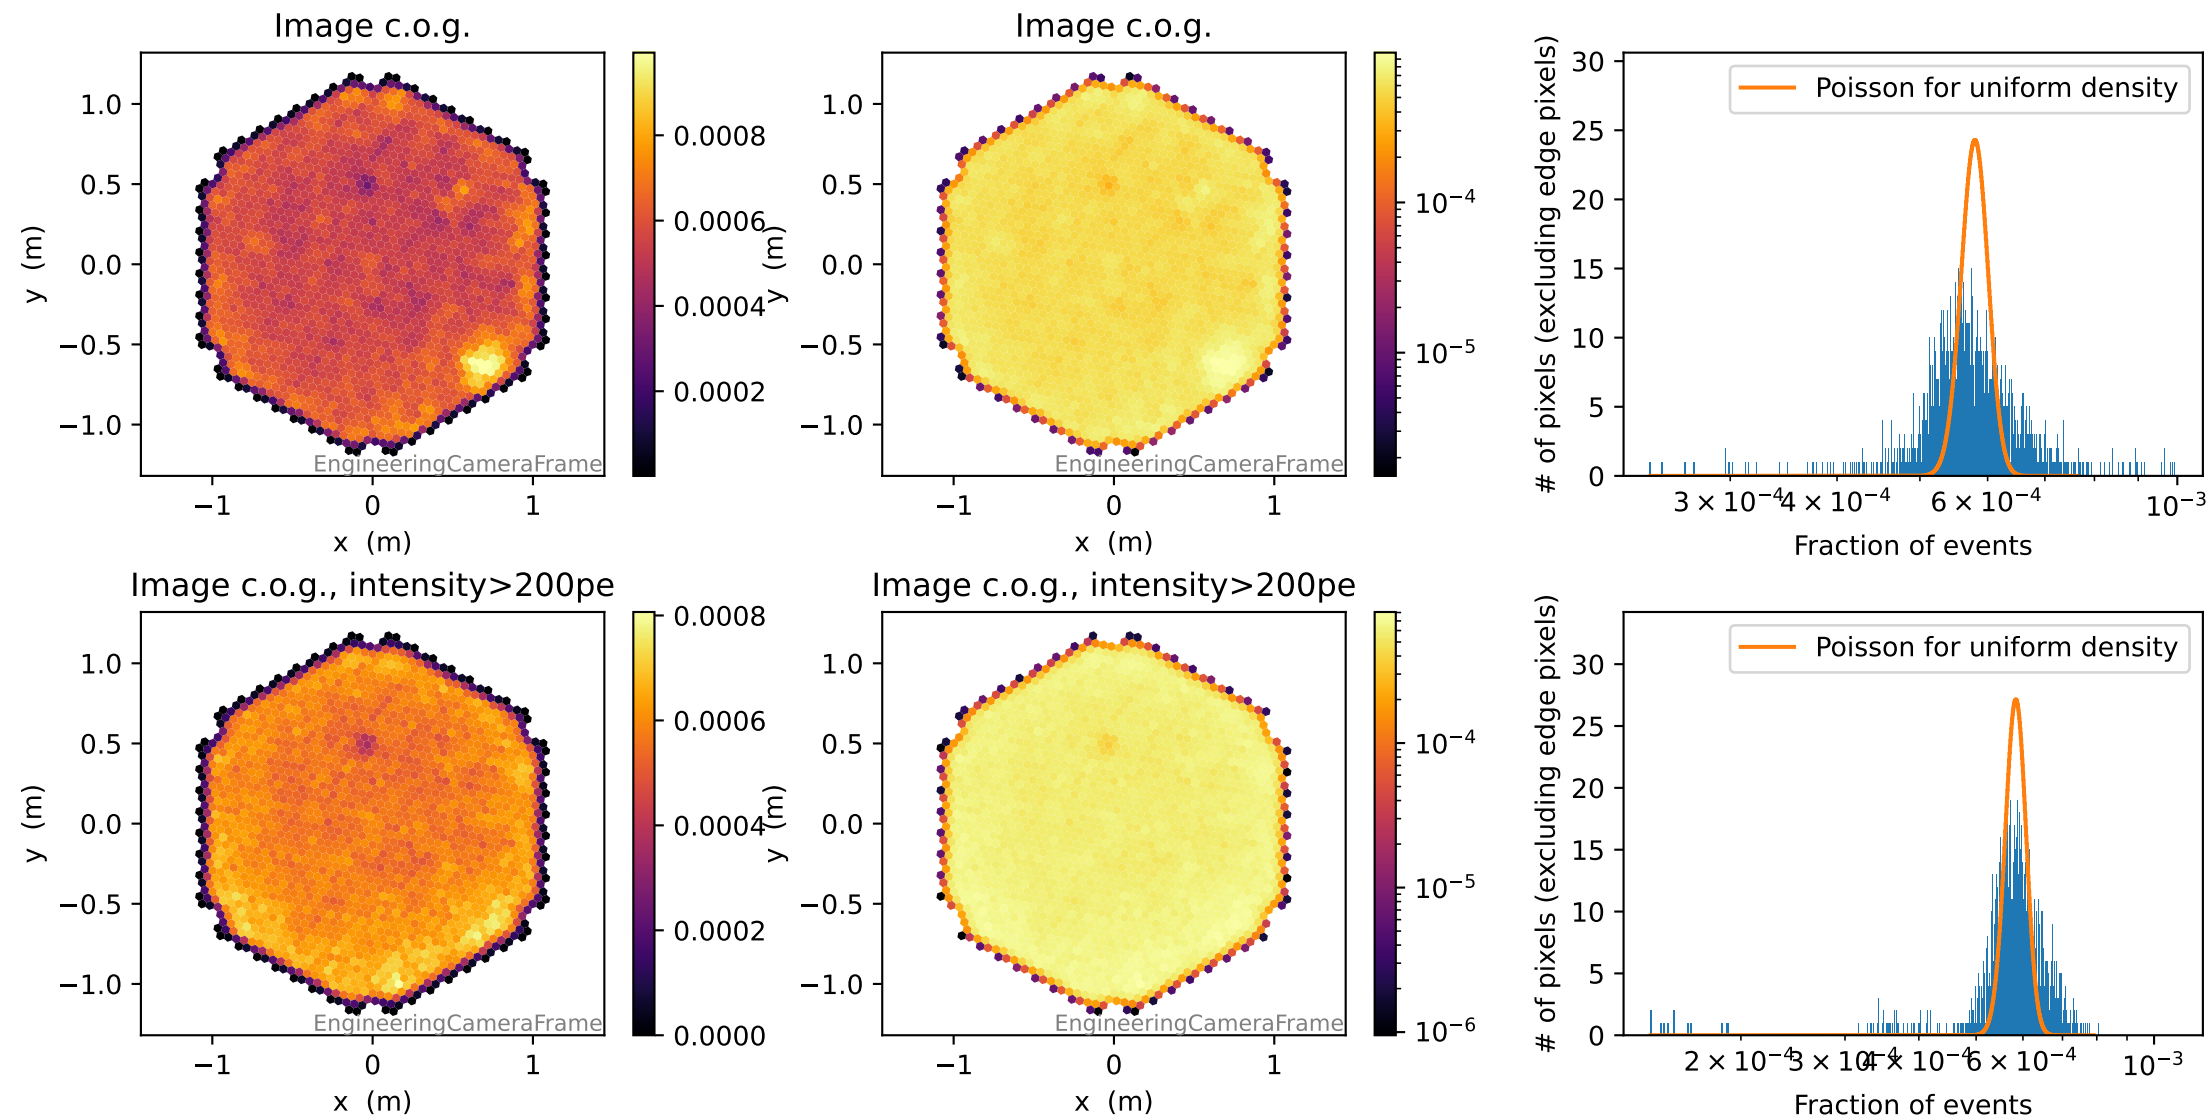 Image c.o.g.
y (m)
1.0
0.5
0.0
−0.5
−1.0
−1 0 1
x (m)
EngineeringCameraFrame
0.0008
0.0006
0.0004
0.0002
Image c.o.g.
y (m)
1.0
0.5
0.0
−0.5
−1.0
−1 0 1
x (m)
EngineeringCameraFrame
10⁻⁴
10⁻⁵
# of pixels (excluding edge pixels)
30
25
20
15
10
5
0
Poisson for uniform density
3 × 10⁻⁴ 4 × 10⁻⁴ 6 × 10⁻⁴ 10⁻³
Fraction of events
Image c.o.g., intensity>200pe
y (m)
1.0
0.5
0.0
−0.5
−1.0
−1 0 1
x (m)
EngineeringCameraFrame
0.0008
0.0006
0.0004
0.0002
0.0000
Image c.o.g., intensity>200pe
y (m)
1.0
0.5
0.0
−0.5
−1.0
−1 0 1
x (m)
EngineeringCameraFrame
10⁻⁴
10⁻⁵
10⁻⁶
# of pixels (excluding edge pixels)
30
25
20
15
10
5
0
Poisson for uniform density
2 × 10⁻⁴ 3 × 10⁻⁴ 4 × 10⁻⁴ 6 × 10⁻⁴ 10⁻³
Fraction of events